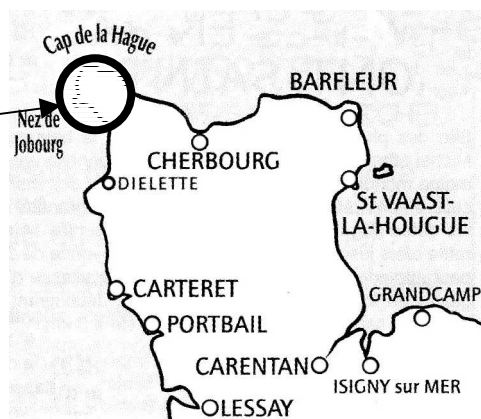 Cap de la Hague
BARFLEUR
Nez de
Jobourg
CHERBOURG
DIELETTE
St VAAST-
LA-HOUGUE
CARTERET
GRANDCAMP
PORTBAIL
CARENTAN
ISIGNY sur MER
LESSAY